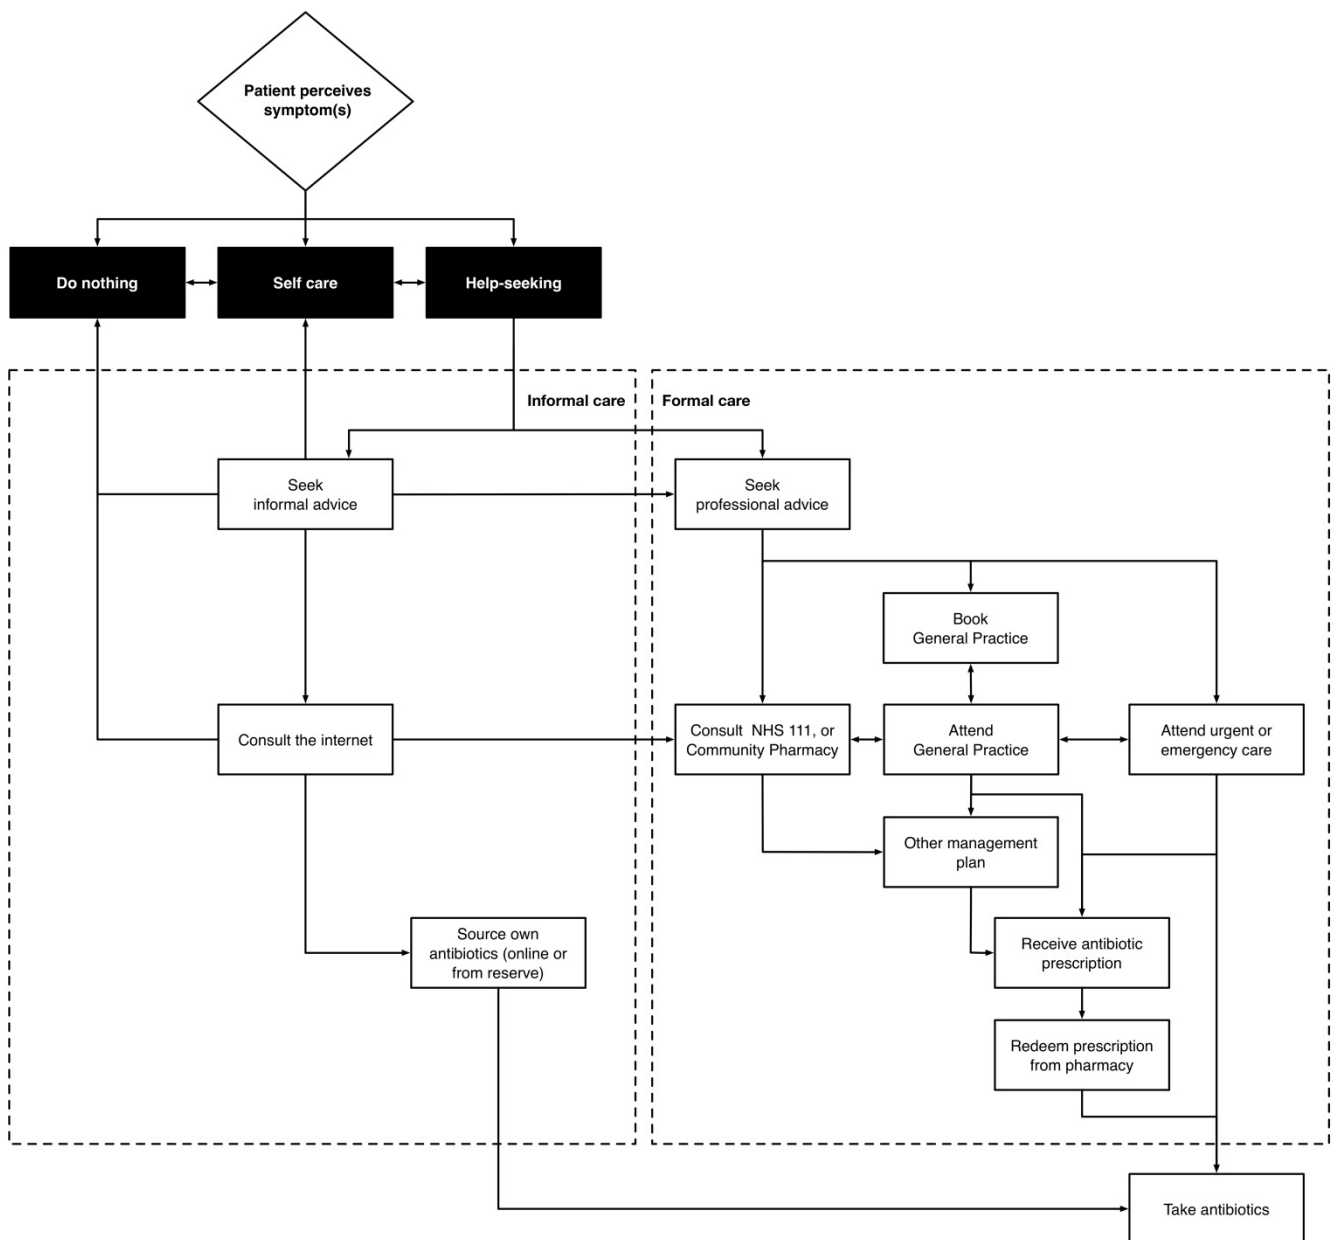 Patient perceives
symptom(s)
Do nothing
Self care
Help-seeking
Informal care
Formal care
Seek
informal advice
Seek
professional advice
Book
General Practice
Consult the internet
Consult NHS 111, or
Community Pharmacy
Attend
General Practice
Attend urgent or
emergency care
Other management
plan
Source own
antibiotics (online or
from reserve)
Receive antibiotic
prescription
Redeem prescription
from pharmacy
Take antibiotics